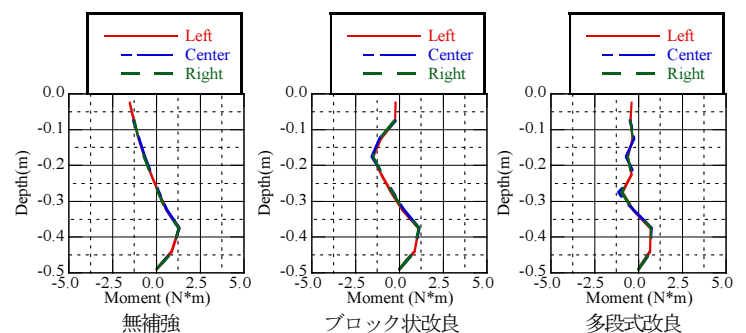 Left
Center
Right
Left
Center
Right
Left
Center
Right
0.0
-0.1
-0.2
-0.3
-0.4
-0.5
Depth(m)
-5.0 -2.5 0.0 2.5 5.0
Moment (N*m)
無補強
0.0
-0.1
-0.2
-0.3
-0.4
-0.5
Depth(m)
-5.0 -2.5 0.0 2.5 5.0
Moment (N*m)
ブロック状改良
0.0
-0.1
-0.2
-0.3
-0.4
-0.5
Depth(m)
-5.0 -2.5 0.0 2.5 5.0
Moment (N*m)
多段式改良